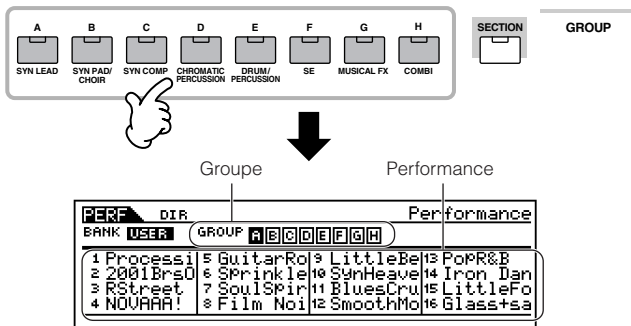 A B C D E F G H SECTION GROUP
SYN LEAD SYN PAD/ CHOIR SYN COMP CHROMATIC PERCUSSION DRUM/ PERCUSSION SE MUSICAL FX COMBI
Groupe Performance
PERF DIR Performance
BANK USER GROUP A B C D E F G H
1 Processi 5 GuitarRo 9 LittleBe 13 PopR&B
2 2001BrsO 6 Sprinkle 10 SynHeave 14 Iron Dan
3 RStreet 7 SoulSpir 11 BluesCru 15 LittleFo
4 NOVAAA! 8 Film Noi 12 SmoothMo 16 Glass+sa